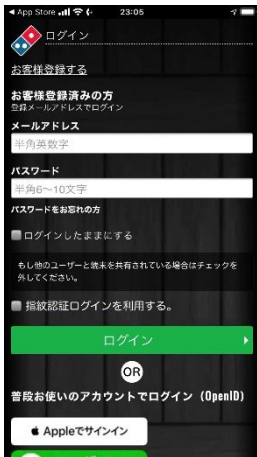 App Store
23:05
ログイン
お客様登録する
お客様登録済みの方
登録メールアドレスでログイン
メールアドレス
半角英数字
パスワード
半角6〜10文字
パスワードをお忘れの方
ログインしたままにする
もし他のユーザーと端末を共有されている場合はチェックを
外してください。
指紋認証ログインを利用する。
ログイン
OR
普段お使いのアカウントでログイン (OpenID)
Appleでサインイン